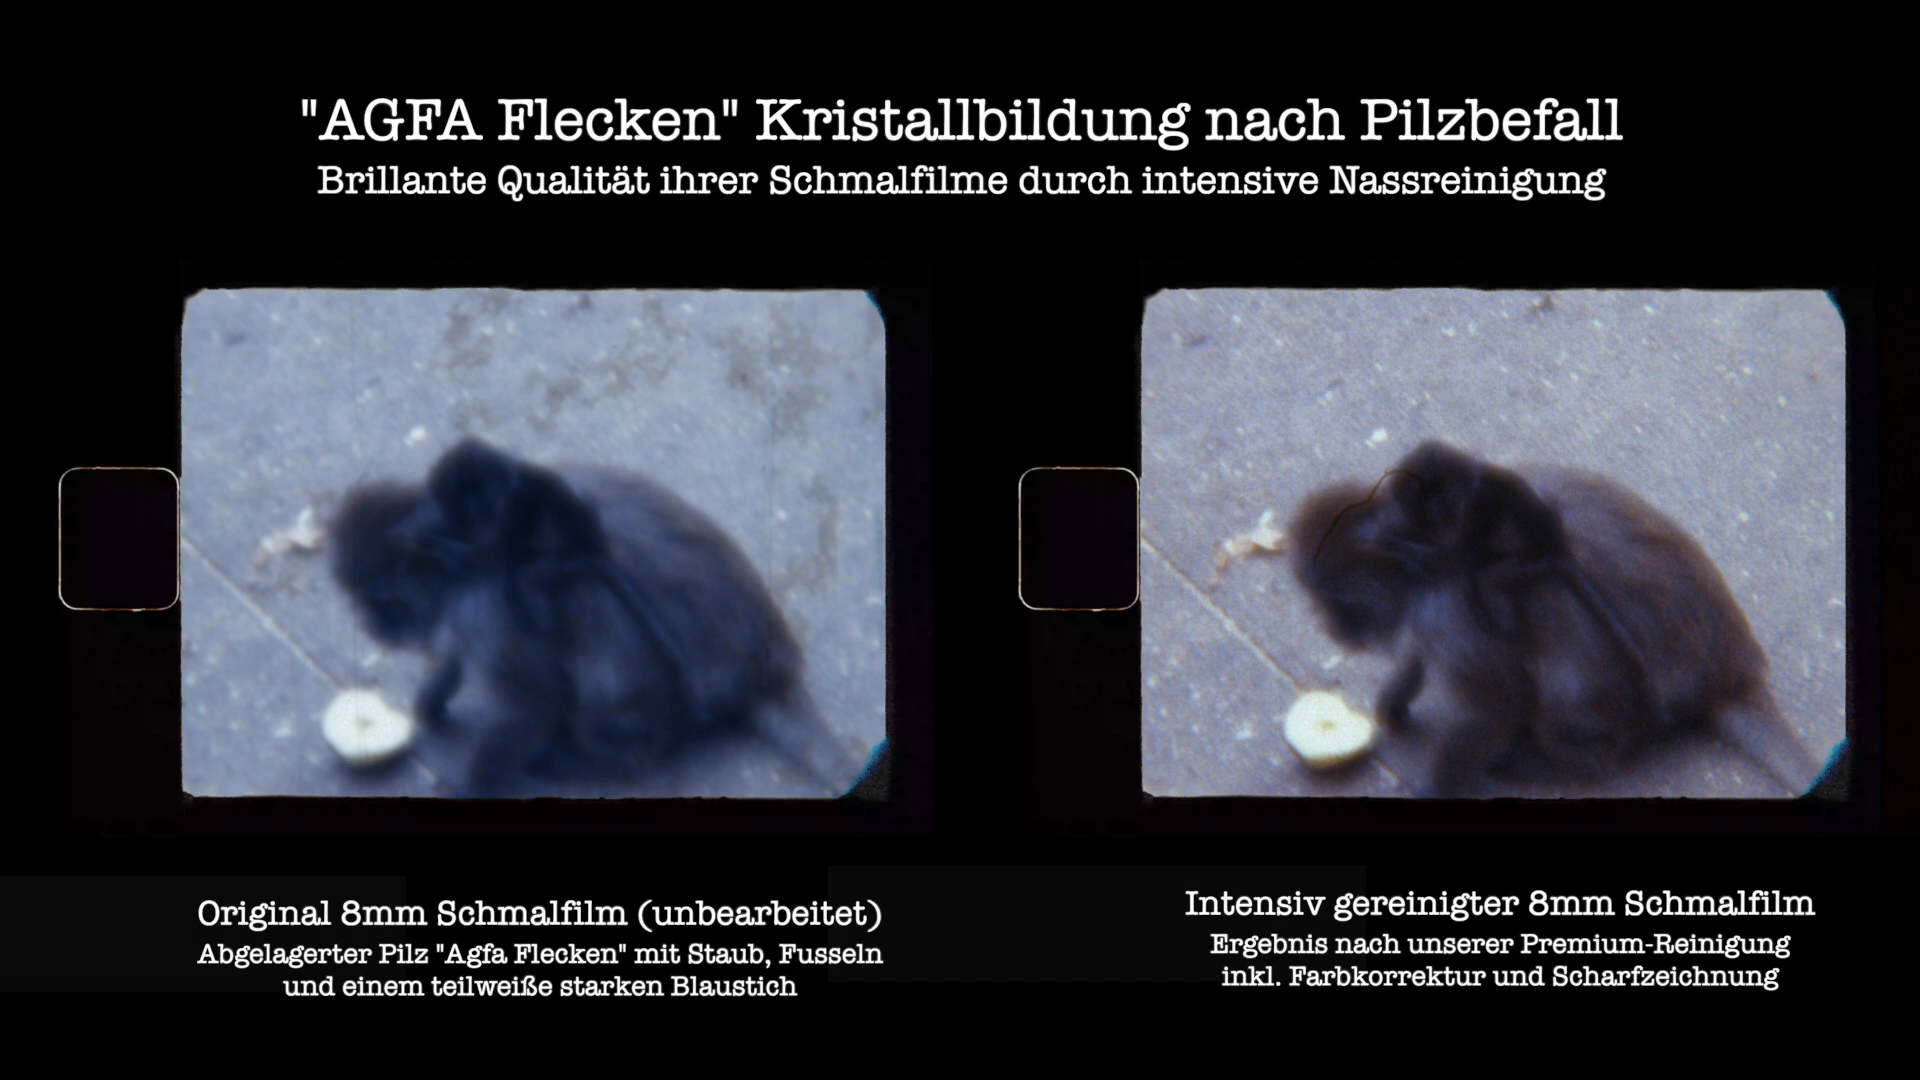 "AGFA Flecken" Kristallbildung nach Pilzbefall
Brillante Qualität ihrer Schmalfilme durch intensive Nassreinigung
Original 8mm Schmalfilm (unbearbeitet)
Abgelagerter Pilz "Agfa Flecken" mit Staub, Fusseln
und einem teilweiße starken Blaustich
Intensiv gereinigter 8mm Schmalfilm
Ergebnis nach unserer Premium-Reinigung
inkl. Farbkorrektur und Scharfzeichnung